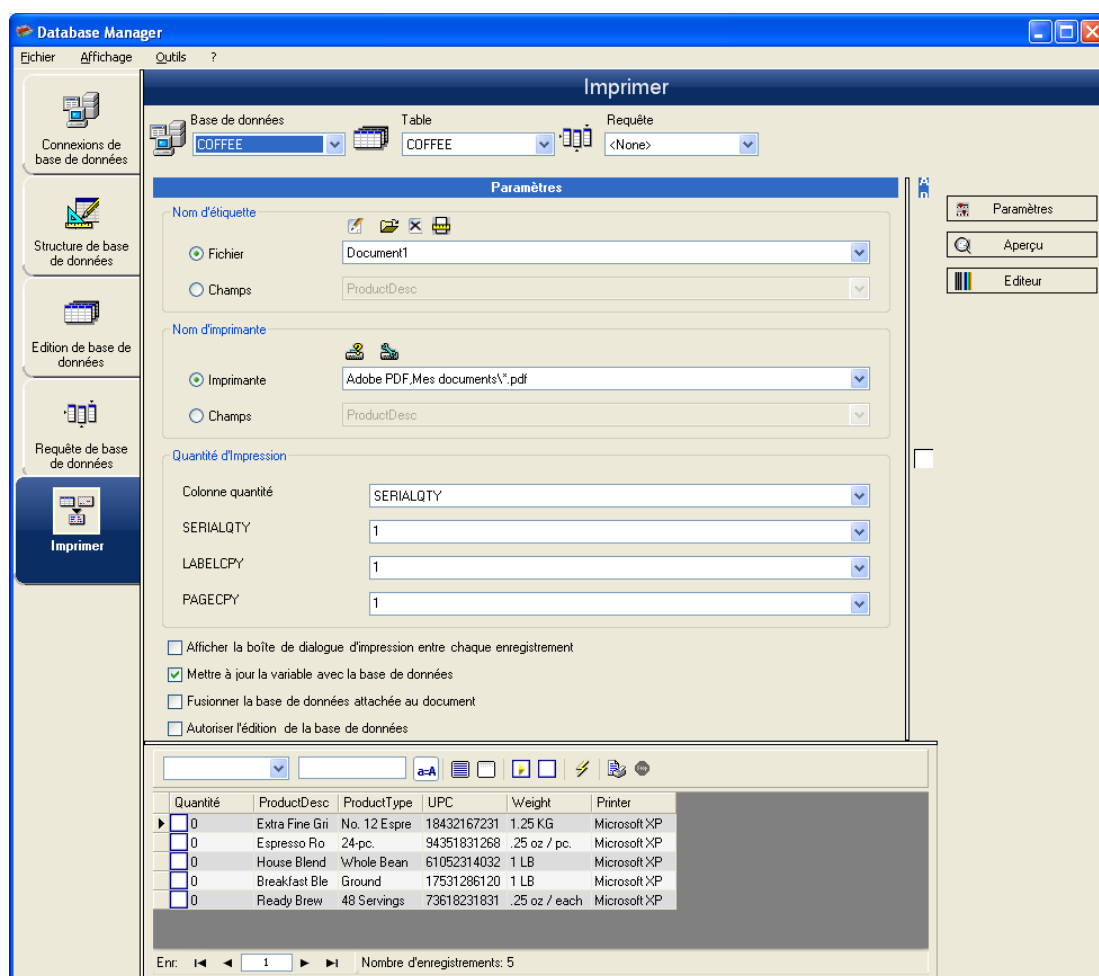 Database Manager
Fichier Affichage Outils ?
Imprimer
Connexions de base de données
Structure de base de données
Edition de base de données
Requête de base de données
Imprimer
Base de données Table Requête
COFFEE COFFEE <None>
Paramètres
Nom d'étiquette
Fichier Document1
Champs ProductDesc
Nom d'imprimante
Imprimante Adobe PDF,Mes documents\*.pdf
Champs ProductDesc
Quantité d'Impression
Colonne quantité SERIALQTY
SERIALQTY 1
LABELCPY 1
PAGECPY 1
Afficher la boîte de dialogue d'impression entre chaque enregistrement
Mettre à jour la variable avec la base de données
Fusionner la base de données attachée au document
Autoriser l'édition de la base de données
Paramètres
Aperçu
Editeur
a=A
Quantité ProductDesc ProductType UPC Weight Printer
0 Extra Fine Gri No. 12 Espre 18432167231 1.25 KG Microsoft XP
0 Espresso Ro 24-pc. 94351831268 .25 oz / pc. Microsoft XP
0 House Blend Whole Bean 61052314032 1 LB Microsoft XP
0 Breakfast Ble Ground 17531286120 1 LB Microsoft XP
0 Ready Brew 48 Servings 73618231831 .25 oz / each Microsoft XP
Enr: 1 Nombre d'enregistrements: 5